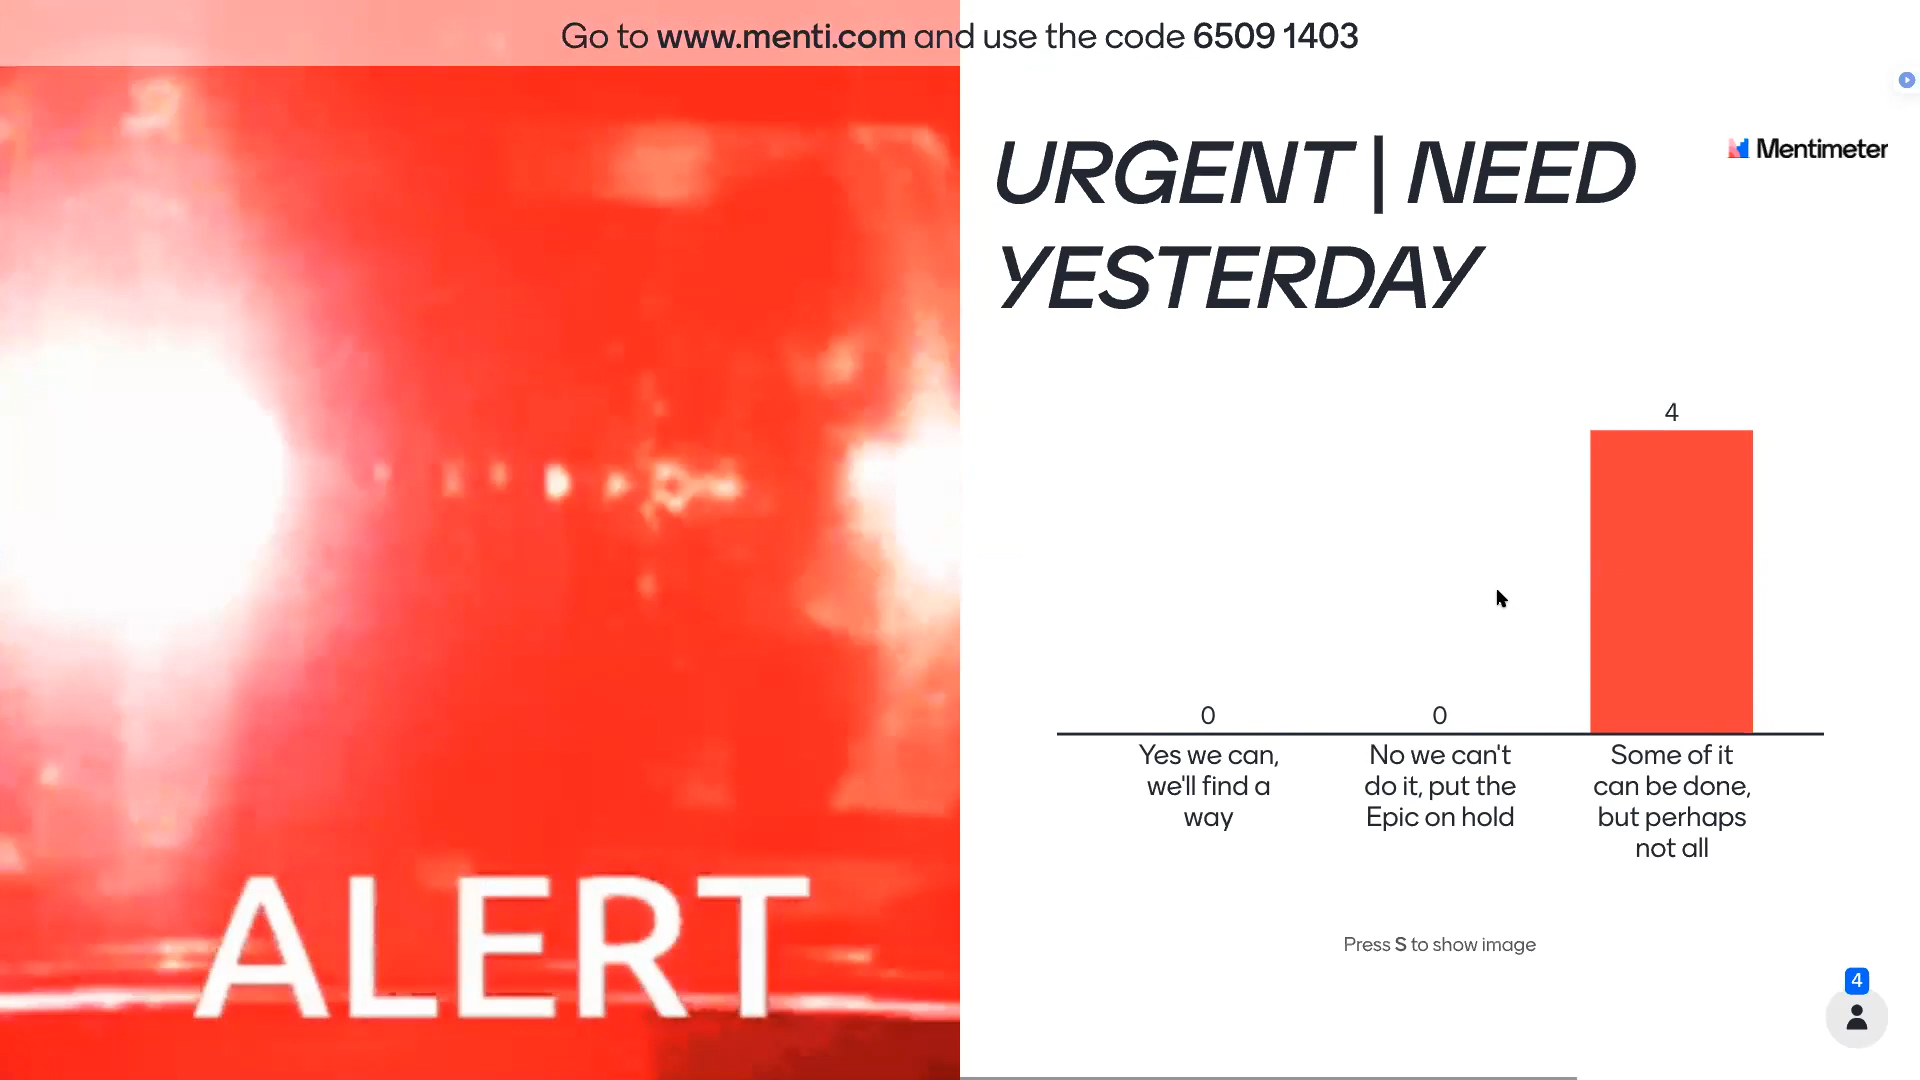 Go to www.menti.com and use the code 6509 1403
URGENT | NEED
YESTERDAY
Mentimeter
4
0
0
Yes we can,
we'll find a
way
No we can't
do it, put the
Epic on hold
Some of it
can be done,
but perhaps
not all
Press S to show image
4
ALERT